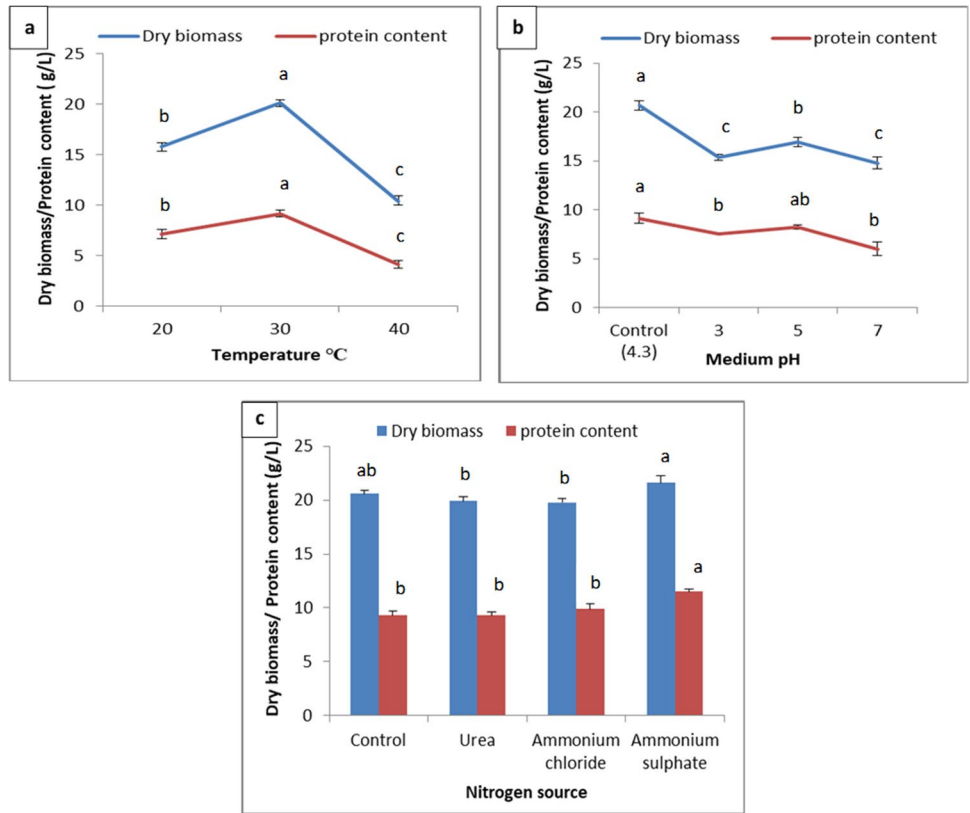 a
Dry biomass protein content
Dry biomass/Protein content ( g/L)
25
20
15
10
5
0
b
a
c
b
a
c
20 30 40
Temperature °C
b
Dry biomass protein content
Dry biomass/Protein content (g/L)
25
20
15
10
5
0
a
c
b
c
a
b
ab
b
Control 3 5 7
(4.3)
Medium pH
c
Dry biomass protein content
Dry biomass/ Protein content (g/L)
25
20
15
10
5
0
ab
b
b
a
b
b
b
a
Control Urea Ammonium Ammonium
chloride sulphate
Nitrogen source